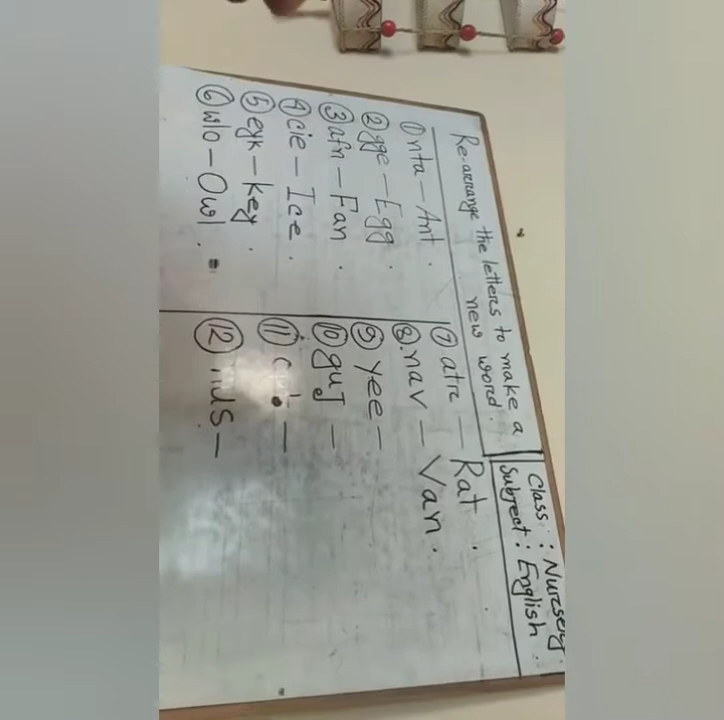 Class : Nursery.
Subject : English.
Re-arrange the letters to make a
new word.
① nta - Ant.
② gge - Egg.
③ afn - Fan.
④ cie - Ice.
⑤ eyk - key.
⑥ wlo - Owl.
⑦ atr - Rat.
⑧ nav - Van.
⑨ yee -
⑩ guJ -
⑪ -
⑫ nus -